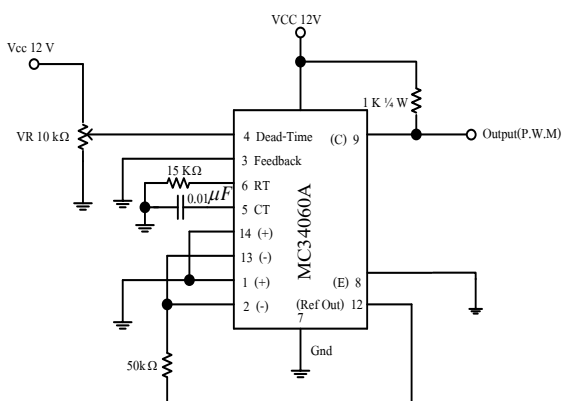 VCC 12V
Vcc 12 V
1 K ¼ W
VR 10 kΩ
4 Dead-Time
(C) 9
Output(P.W.M)
3 Feedback
15 KΩ
6 RT
0.01μF
5 CT
MC34060A
14 (+)
13 (-)
1 (+)
(E) 8
2 (-)
(Ref Out) 12
7
50kΩ
Gnd